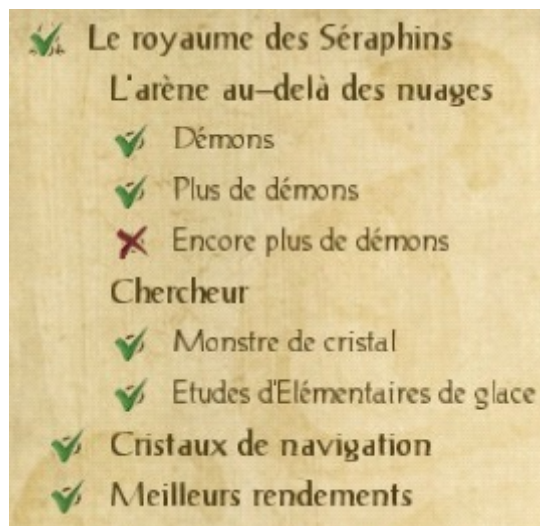 Le royaume des Séraphins
L'arène au-delà des nuages
Démons
Plus de démons
Encore plus de démons
Chercheur
Monstre de cristal
Etudes d'Elémentaires de glace
Cristaux de navigation
Meilleurs rendements